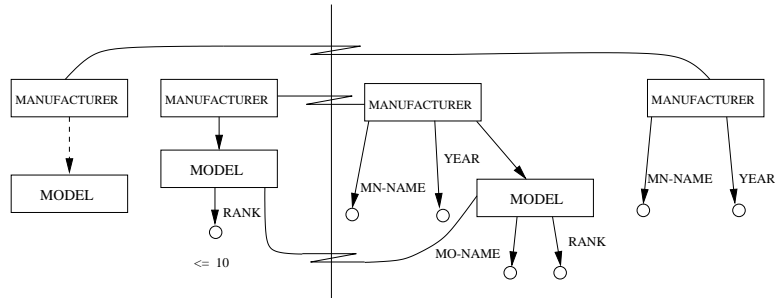 MANUFACTURER
MODEL
MANUFACTURER
MODEL
RANK
<= 10
MANUFACTURER
MN-NAME
YEAR
MODEL
MO-NAME
RANK
MANUFACTURER
MN-NAME
YEAR